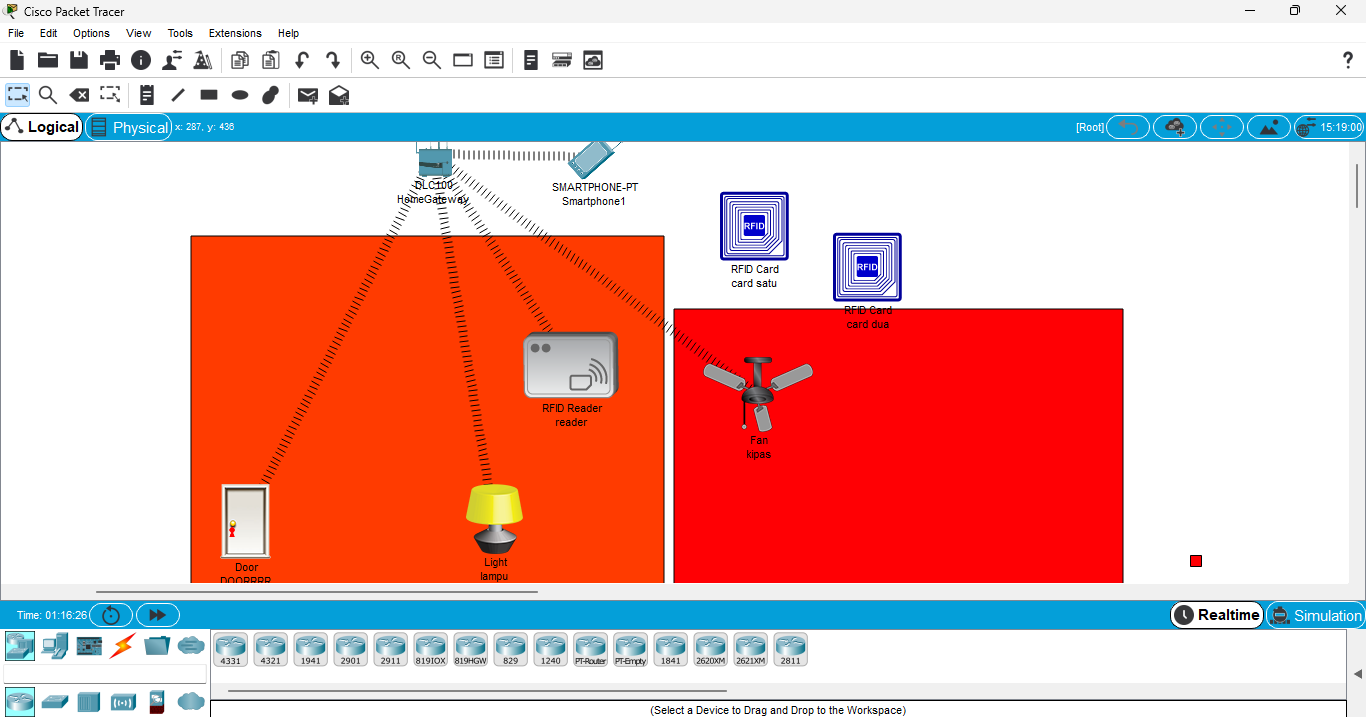 Cisco Packet Tracer
File Edit Options View Tools Extensions Help
Logical Physical x: 287, y: 436 [Root] 15:19:00
DLC100
HomeGateway
SMARTPHONE-PT
Smartphone1
RFID
RFID Card
card satu
RFID
RFID Card
card dua
RFID Reader
reader
Fan
kipas
Door
DOORRRR
Light
lampu
Time: 01:16:26 Realtime Simulation
4331 4321 1941 2901 2911 819IOX 819HGW 829 1240 PT-Router PT-Empty 1841 2620XM 2621XM 2811
(Select a Device to Drag and Drop to the Workspace)